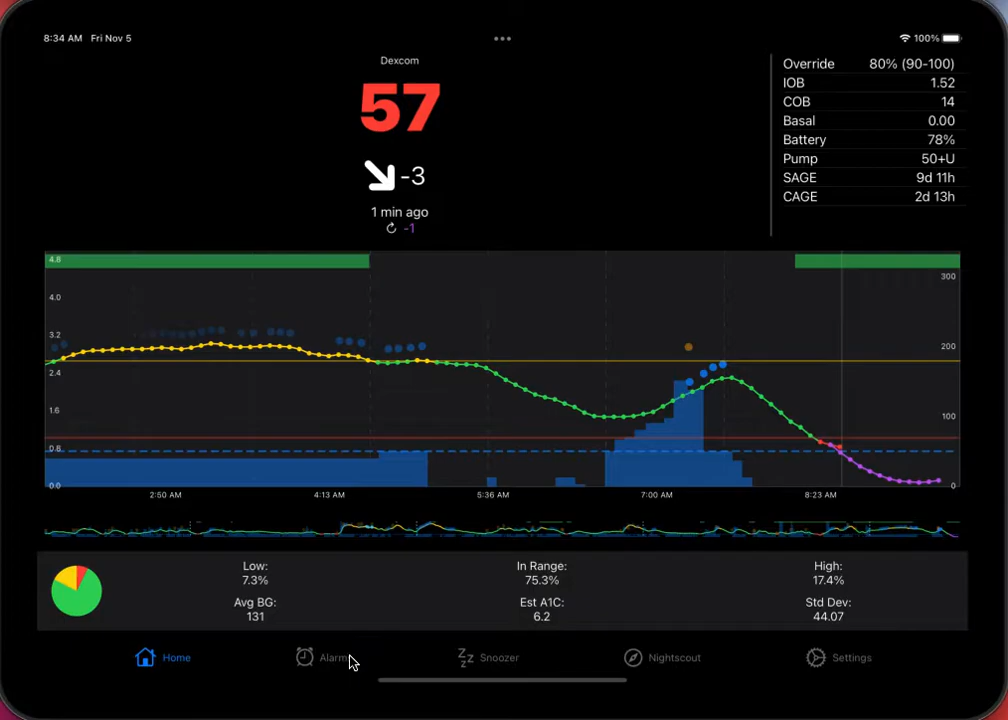 8:34 AM Fri Nov 5
100%
Dexcom
57
-3
1 min ago
-1
Override 80% (90-100)
IOB 1.52
COB 14
Basal 0.00
Battery 78%
Pump 50+U
SAGE 9d 11h
CAGE 2d 13h
4.8
300
4.0
3.2
200
2.4
1.6
100
0.8
0.0
0
2:50 AM 4:13 AM 5:36 AM 7:00 AM 8:23 AM
Low: In Range: High:
7.3% 75.3% 17.4%
Avg BG: Est A1C: Std Dev:
131 6.2 44.07
Home Alarm Snoozer Nightscout Settings